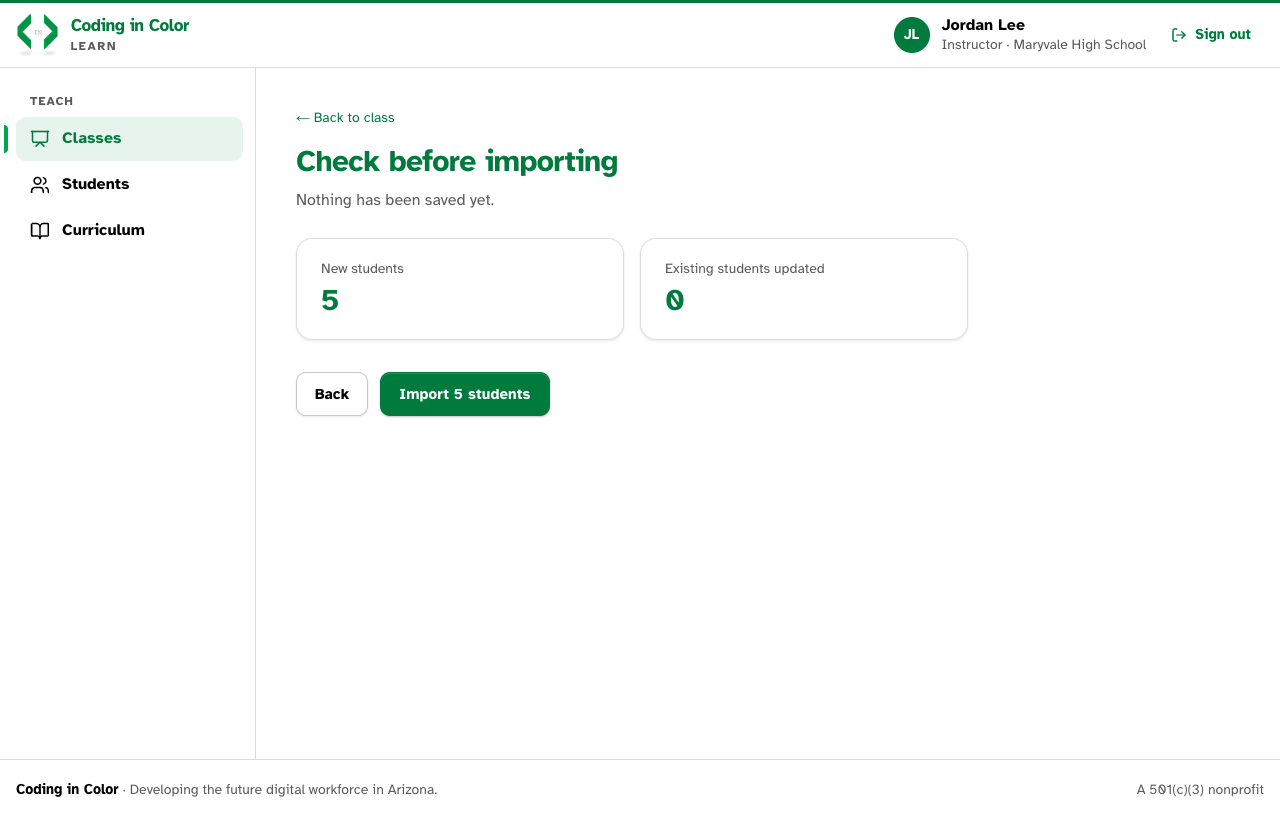 Coding in Color
LEARN
JL
Jordan Lee
Instructor · Maryvale High School
Sign out
TEACH
Classes
Students
Curriculum
← Back to class
Check before importing
Nothing has been saved yet.
New students
5
Existing students updated
0
Back
Import 5 students
Coding in Color · Developing the future digital workforce in Arizona.
A 501(c)(3) nonprofit